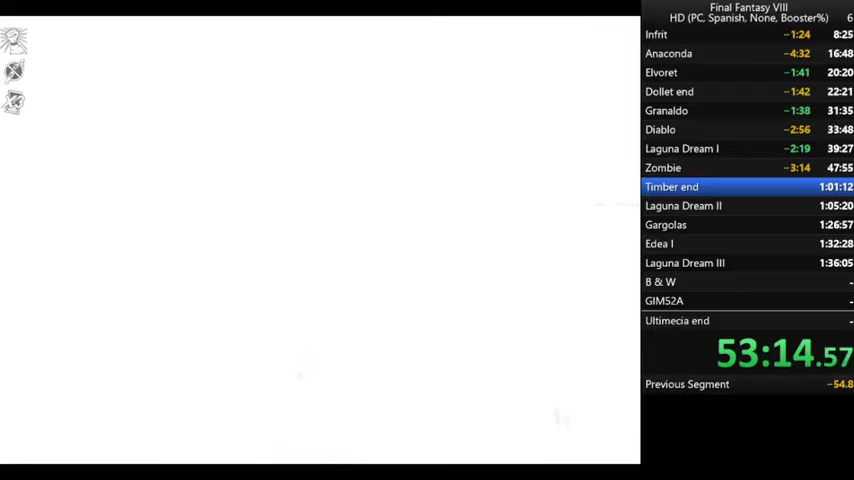 Final Fantasy VIII
HD (PC, Spanish, None, Booster%) 6
Infrit −1:24 8:25
Anaconda −4:32 16:48
Elvoret −1:41 20:20
Dollet end −1:42 22:21
Granaldo −1:38 31:35
Diablo −2:56 33:48
Laguna Dream I −2:19 39:27
Zombie −3:14 47:55
Timber end 1:01:12
Laguna Dream II 1:05:20
Gargolas 1:26:57
Edea I 1:32:28
Laguna Dream III 1:36:05
B & W -
GIM52A -
Ultimecia end -
53:14.57
Previous Segment −54.8
X3